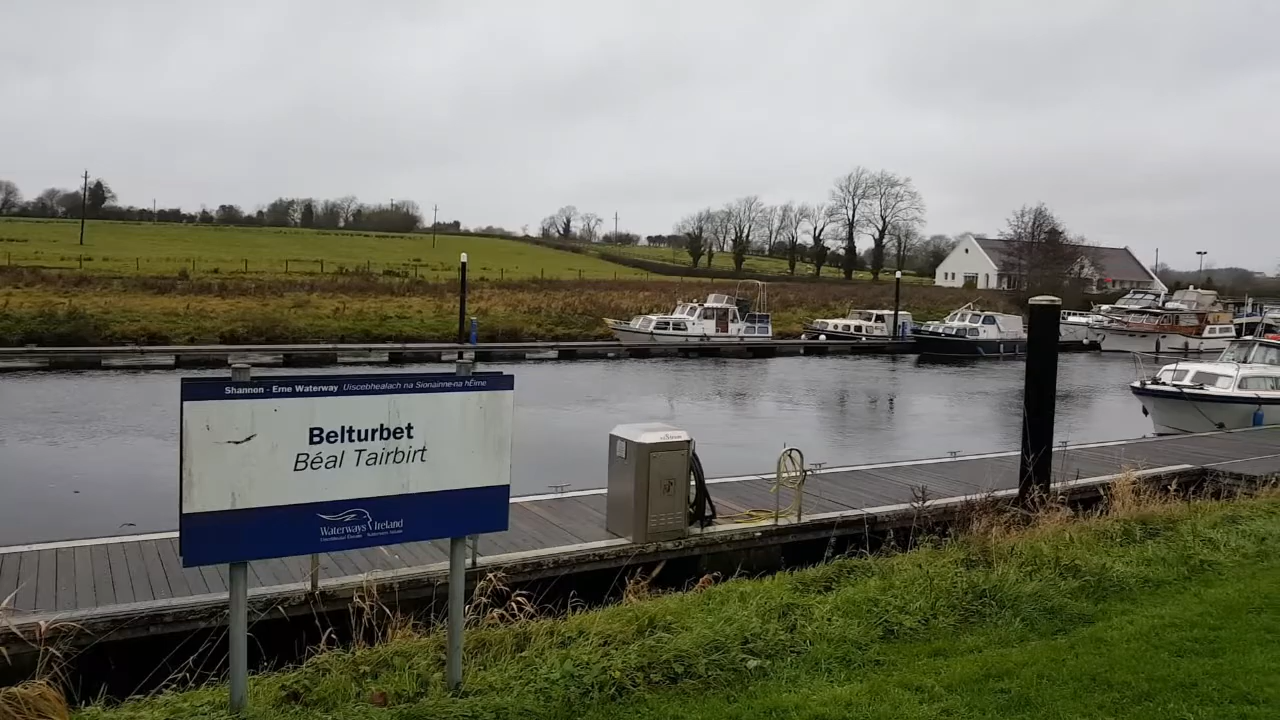 Shannon - Erne Waterway Uiscebhealach na Sionainne-na hÉirne
Belturbet
Béal Tairbirt
Waterways Ireland